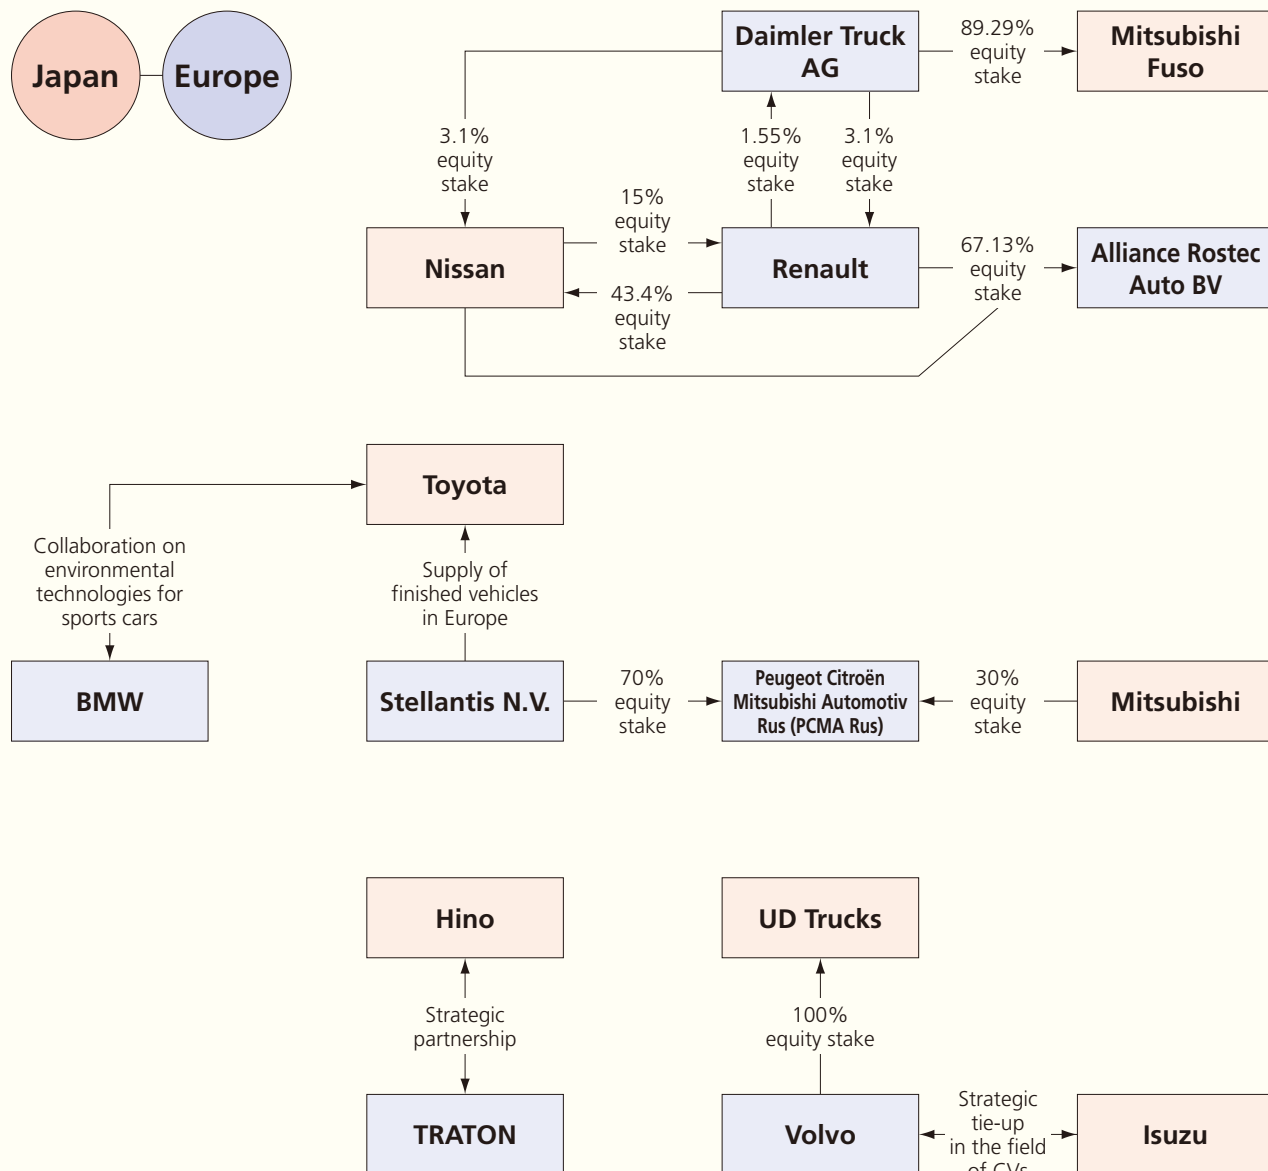 Japan
Europe
Daimler Truck
AG
89.29%
equity
stake
Mitsubishi
Fuso
3.1%
equity
stake
1.55%
equity
stake
3.1%
equity
stake
Nissan
15%
equity
stake
43.4%
equity
stake
Renault
67.13%
equity
stake
Alliance Rostec
Auto BV
Toyota
Collaboration on
environmental
technologies for
sports cars
Supply of
finished vehicles
in Europe
BMW
Stellantis N.V.
70%
equity
stake
Peugeot Citroën
Mitsubishi Automotiv
Rus (PCMA Rus)
30%
equity
stake
Mitsubishi
Hino
UD Trucks
Strategic
partnership
100%
equity stake
TRATON
Volvo
Strategic
tie-up
in the field
of CVs
Isuzu